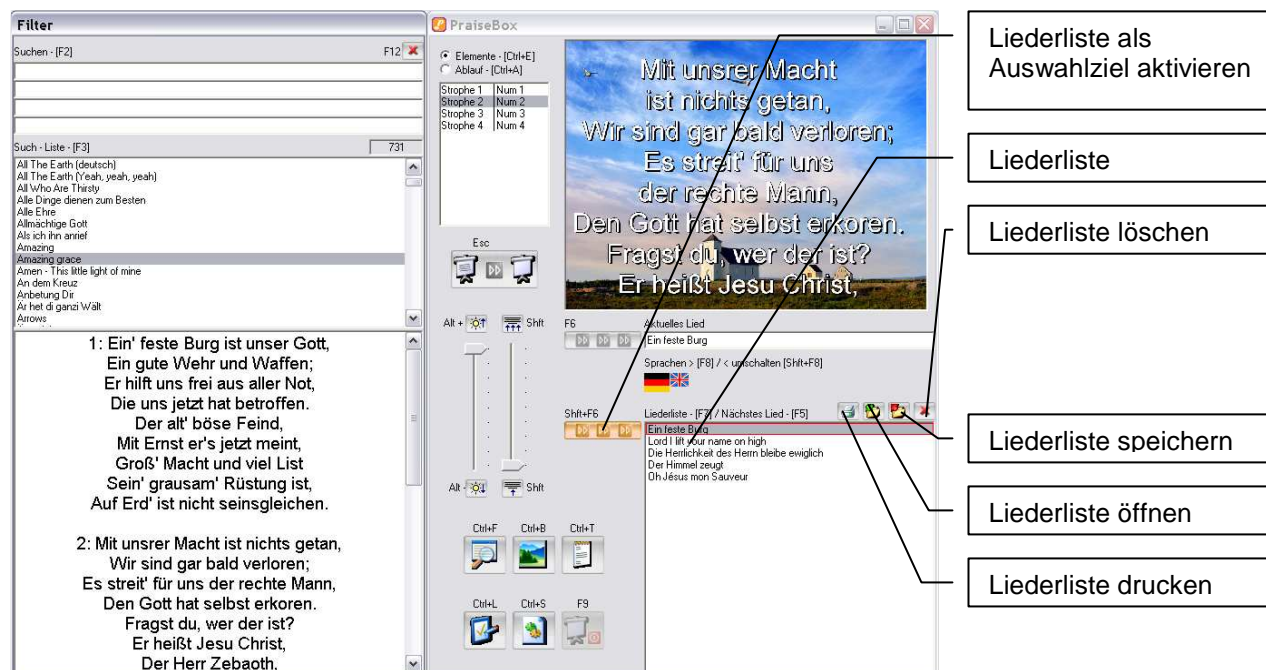 Filter
Suchen - [F2]
F12
Such - Liste - [F3]
731
All The Earth (deutsch)
All The Earth (Yeah, yeah, yeah)
All Who Are Thirsty
Alle Dinge dienen zum Besten
Alle Ehre
Allmächtige Gott
Als ich ihn anrief
Amazing
Amazing grace
Amen - This little light of mine
An dem Kreuz
Anbetung Dir
Är het di ganzi Wält
Arrows
1: Ein' feste Burg ist unser Gott,
Ein gute Wehr und Waffen;
Er hilft uns frei aus aller Not,
Die uns jetzt hat betroffen.
Der alt' böse Feind,
Mit Ernst er's jetzt meint,
Groß' Macht und viel List
Sein' grausam' Rüstung ist,
Auf Erd' ist nicht seinsgleichen.
2: Mit unsrer Macht ist nichts getan,
Wir sind gar bald verloren;
Es streit' für uns der rechte Mann,
Den Gott hat selbst erkoren.
Fragst du, wer der ist?
Er heißt Jesu Christ,
Der Herr Zebaoth,
PraiseBox
Elemente - [Ctrl+E]
Ablauf - [Ctrl+A]
Strophe 1 Num 1
Strophe 2 Num 2
Strophe 3 Num 3
Strophe 4 Num 4
Esc
Alt + Shft
Alt - Shft
Ctrl+F Ctrl+B Ctrl+T
Ctrl+L Ctrl+S F9
Mit unsrer Macht
ist nichts getan,
Wir sind gar bald verloren;
Es streit' für uns
der rechte Mann,
Den Gott hat selbst erkoren.
Fragst du, wer der ist?
Er heißt Jesu Christ,
F6
Aktuelles Lied
Ein feste Burg
Sprachen > [F8] / < umschalten [Shft+F8]
Shft+F6
Liederliste - [F7] / Nächstes Lied - [F5]
Ein feste Burg
Lord I lift your name on high
Die Herrlichkeit des Herrn bleibe ewiglich
Der Himmel zeugt
Oh Jésus mon Sauveur
Liederliste als
Auswahlziel aktivieren
Liederliste
Liederliste löschen
Liederliste speichern
Liederliste öffnen
Liederliste drucken